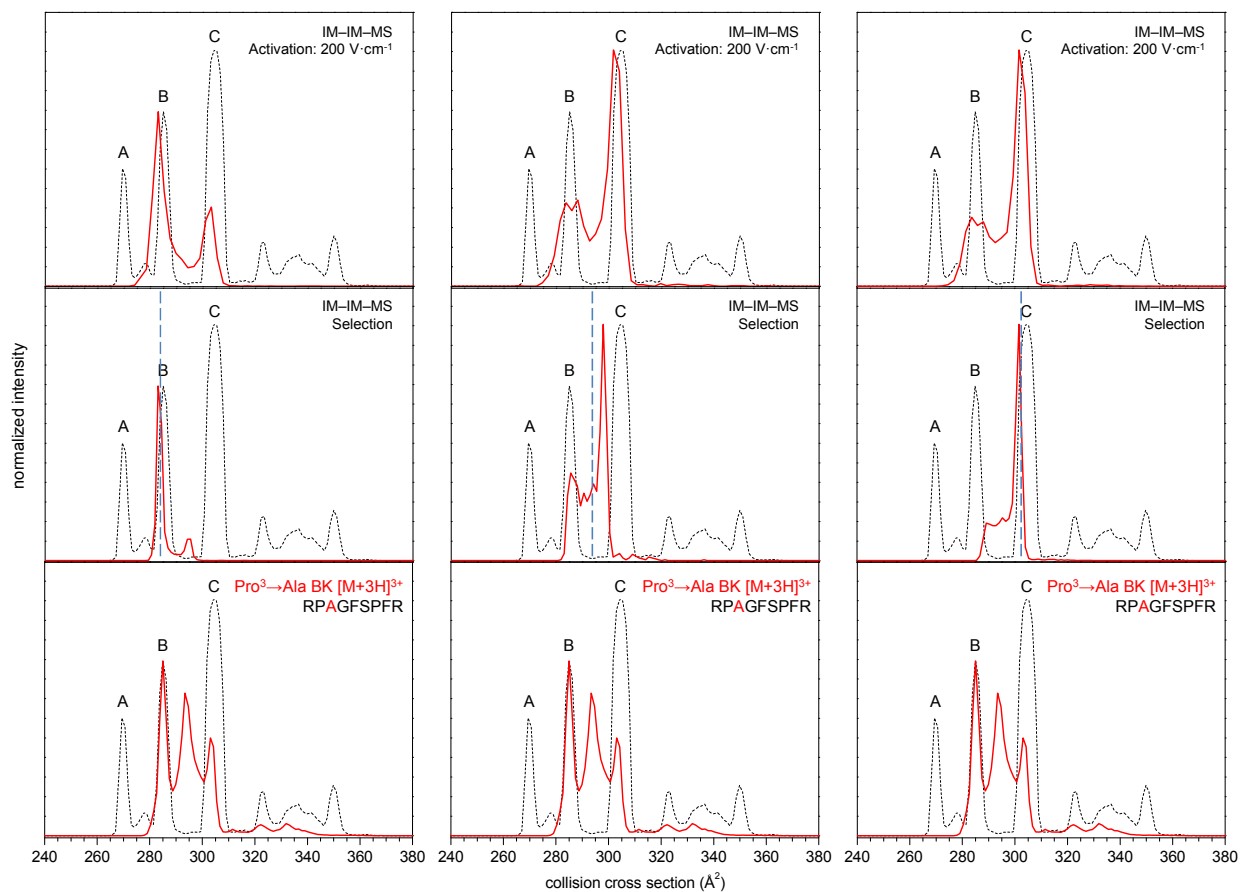 IM–IM–MS
Activation: 200 V·cm⁻¹
A
B
C
IM–IM–MS
Activation: 200 V·cm⁻¹
A
B
C
IM–IM–MS
Activation: 200 V·cm⁻¹
A
B
C
IM–IM–MS
Selection
A
B
C
IM–IM–MS
Selection
A
B
C
IM–IM–MS
Selection
A
B
C
normalized intensity
Pro³→Ala BK [M+3H]³⁺
RPAGFSPFR
A
B
C
Pro³→Ala BK [M+3H]³⁺
RPAGFSPFR
A
B
C
Pro³→Ala BK [M+3H]³⁺
RPAGFSPFR
A
B
C
240 260 280 300 320 340 360 380
240 260 280 300 320 340 360 380
240 260 280 300 320 340 360 380
collision cross section (Å²)